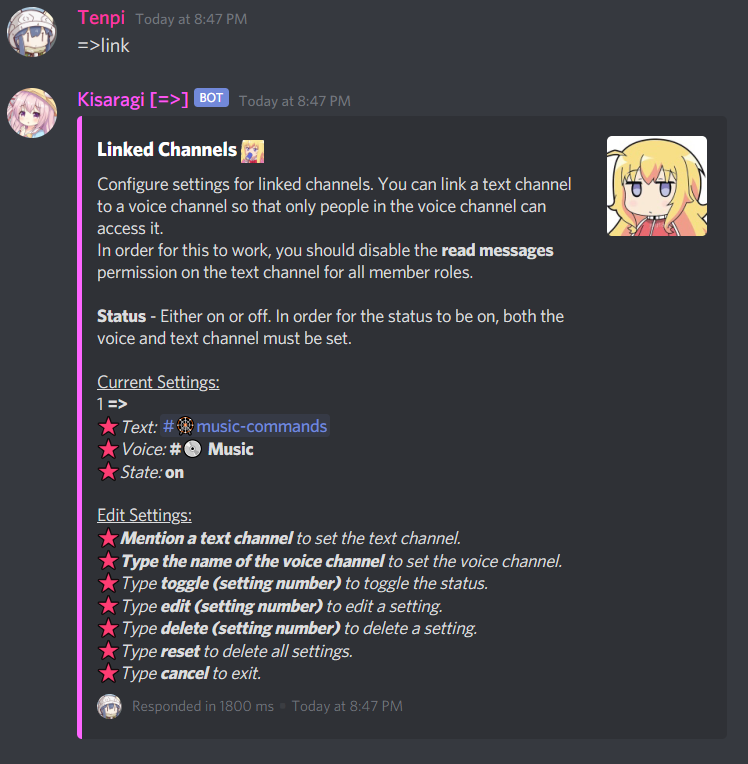 Tenpi Today at 8:47 PM
=>link
Kisaragi [=>] BOT Today at 8:47 PM
Linked Channels
Configure settings for linked channels. You can link a text channel
to a voice channel so that only people in the voice channel can
access it.
In order for this to work, you should disable the read messages
permission on the text channel for all member roles.
Status - Either on or off. In order for the status to be on, both the
voice and text channel must be set.
Current Settings:
1 =>
Text: #music-commands
Voice: # Music
State: on
Edit Settings:
Mention a text channel to set the text channel.
Type the name of the voice channel to set the voice channel.
Type toggle (setting number) to toggle the status.
Type edit (setting number) to edit a setting.
Type delete (setting number) to delete a setting.
Type reset to delete all settings.
Type cancel to exit.
Responded in 1800 ms • Today at 8:47 PM